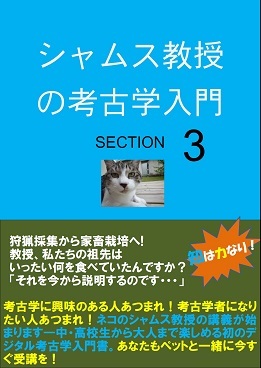 シャムス教授
の考古学入門
SECTION 3
狩猟採集から家畜栽培へ!
教授、私たちの祖先は
いったい何を食べていたんですか?
「それを今から説明するのです・・・」
知は力なり!
考古学に興味のある人あつまれ!考古学者になり
たい人あつまれ!ネコのシャムス教授の講義が始
まります―中・高校生から大人まで楽しめる初のデ
ジタル考古学入門書。あなたもペットと一緒に今す
ぐ受講を!